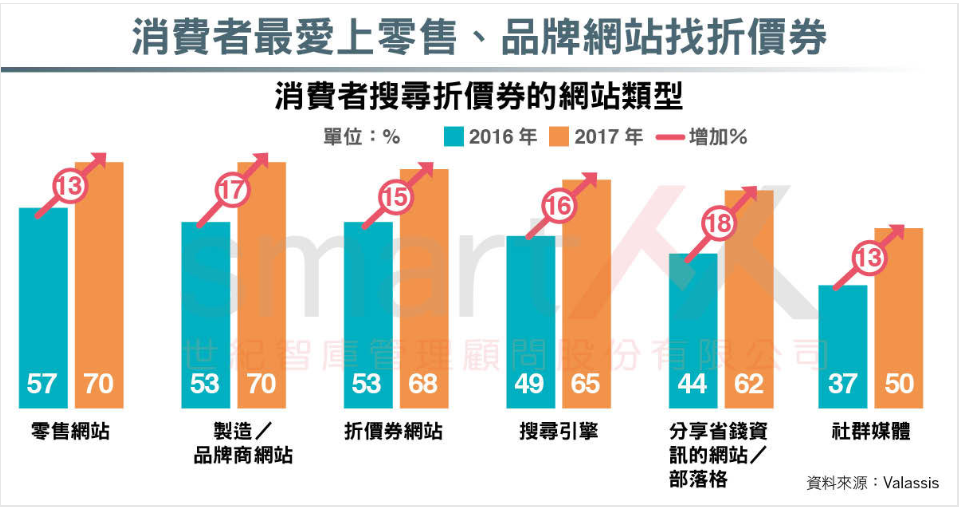 消費者最愛上零售、品牌網站找折價券
消費者搜尋折價券的網站類型
單位：% 2016 年 2017 年 增加%
13 17 15 16 18 13
smart
世紀智庫管理顧問股份有限公司
57 70 53 70 53 68 49 65 44 62 37 50
零售網站
製造／
品牌商網站
折價券網站
搜尋引擎
分享省錢資
訊的網站／
部落格
社群媒體
資料來源：Valassis